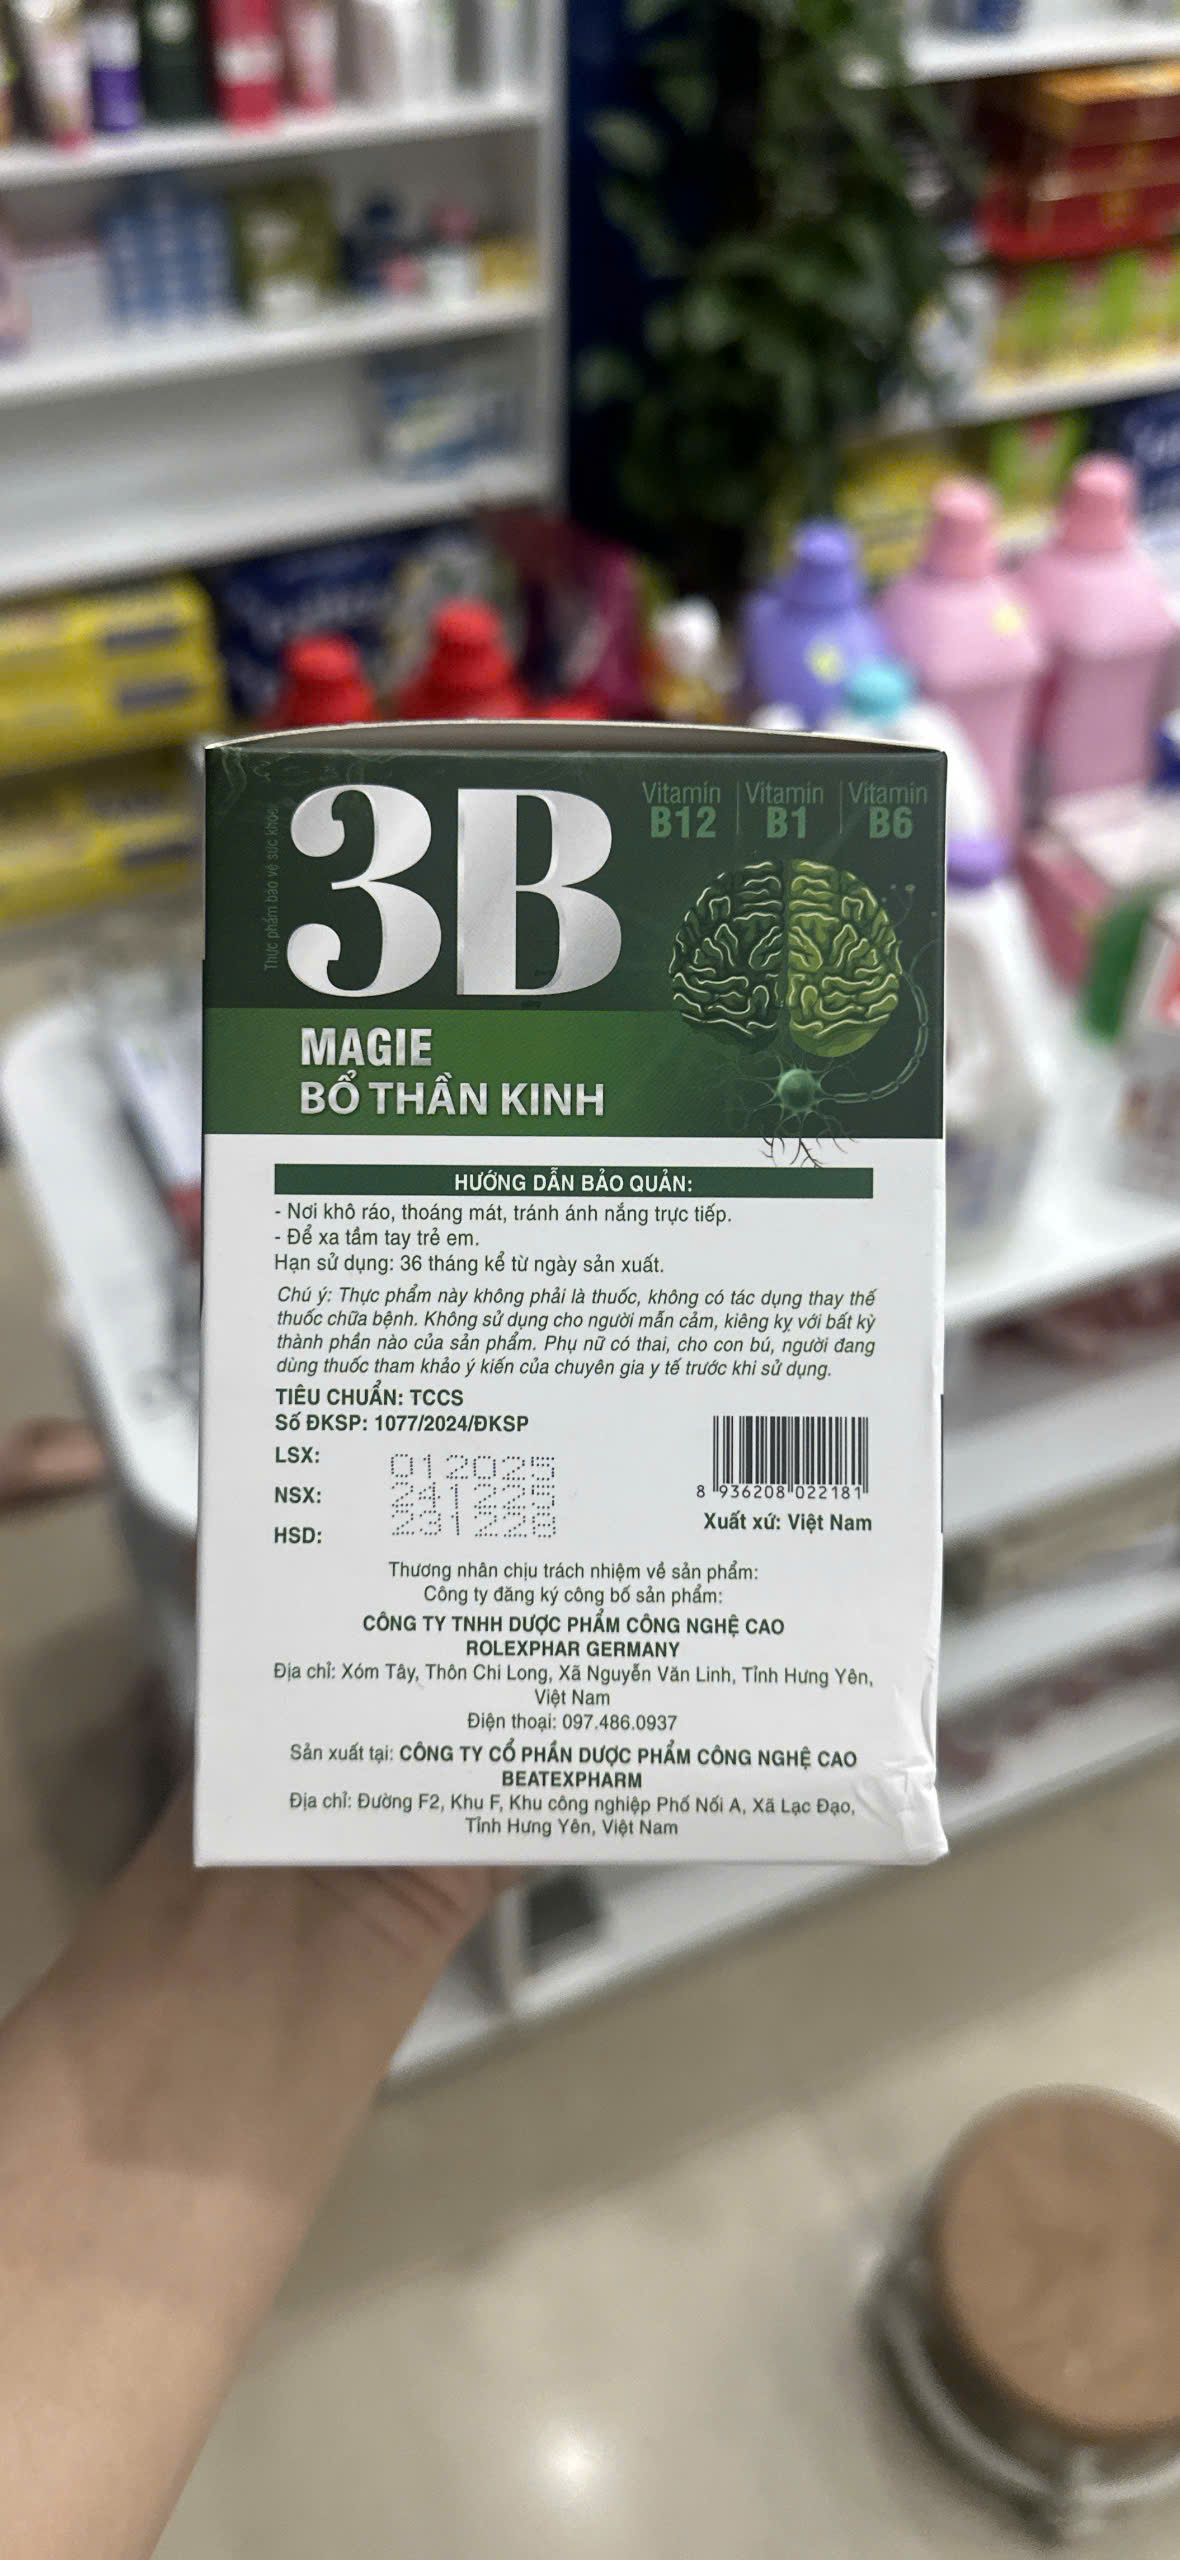 Thực phẩm bảo vệ sức khỏe
3B
Vitamin B12 | Vitamin B1 | Vitamin B6
MAGIE
BỔ THẦN KINH
HƯỚNG DẪN BẢO QUẢN:
- Nơi khô ráo, thoáng mát, tránh ánh nắng trực tiếp.
- Để xa tầm tay trẻ em.
Hạn sử dụng: 36 tháng kể từ ngày sản xuất.
Chú ý: Thực phẩm này không phải là thuốc, không có tác dụng thay thế
thuốc chữa bệnh. Không sử dụng cho người mẫn cảm, kiêng kỵ với bất kỳ
thành phần nào của sản phẩm. Phụ nữ có thai, cho con bú, người đang
dùng thuốc tham khảo ý kiến của chuyên gia y tế trước khi sử dụng.
TIÊU CHUẨN: TCCS
Số ĐKSP: 1077/2024/ĐKSP
LSX: 012025
NSX: 241225
HSD: 231228
8 936208 022181
Xuất xứ: Việt Nam
Thương nhân chịu trách nhiệm về sản phẩm:
Công ty đăng ký công bố sản phẩm:
CÔNG TY TNHH DƯỢC PHẨM CÔNG NGHỆ CAO
ROLEXPHAR GERMANY
Địa chỉ: Xóm Tây, Thôn Chi Long, Xã Nguyễn Văn Linh, Tỉnh Hưng Yên,
Việt Nam
Điện thoại: 097.486.0937
Sản xuất tại: CÔNG TY CỔ PHẦN DƯỢC PHẨM CÔNG NGHỆ CAO
BEATEXPHARM
Địa chỉ: Đường F2, Khu F, Khu công nghiệp Phố Nối A, Xã Lạc Đạo,
Tỉnh Hưng Yên, Việt Nam